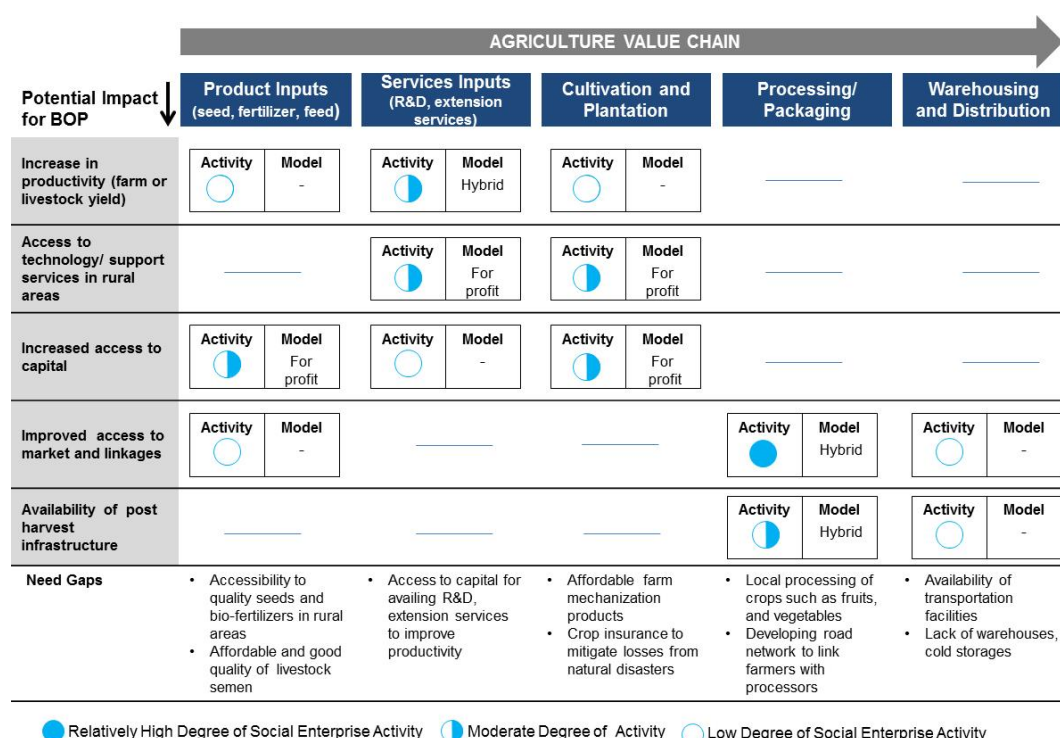 AGRICULTURE VALUE CHAIN
Potential Impact
for BOP
Product Inputs
(seed, fertilizer, feed)
Services Inputs
(R&D, extension
services)
Cultivation and
Plantation
Processing/
Packaging
Warehousing
and Distribution
Increase in
productivity (farm or
livestock yield)
Activity Model
-
Activity Model
Hybrid
Activity Model
-
Access to
technology/ support
services in rural
areas
Activity Model
For
profit
Activity Model
For
profit
Increased access to
capital
Activity Model
For
profit
Activity Model
-
Activity Model
For
profit
Improved access to
market and linkages
Activity Model
-
Activity Model
Hybrid
Activity Model
-
Availability of post
harvest
infrastructure
Activity Model
Hybrid
Activity Model
-
Need Gaps
• Accessibility to
quality seeds and
bio-fertilizers in rural
areas
• Affordable and good
quality of livestock
semen
• Access to capital for
availing R&D,
extension services
to improve
productivity
• Affordable farm
mechanization
products
• Crop insurance to
mitigate losses from
natural disasters
• Local processing of
crops such as fruits,
and vegetables
• Developing road
network to link
farmers with
processors
• Availability of
transportation
facilities
• Lack of warehouses,
cold storages
Relatively High Degree of Social Enterprise Activity Moderate Degree of Activity Low Degree of Social Enterprise Activity